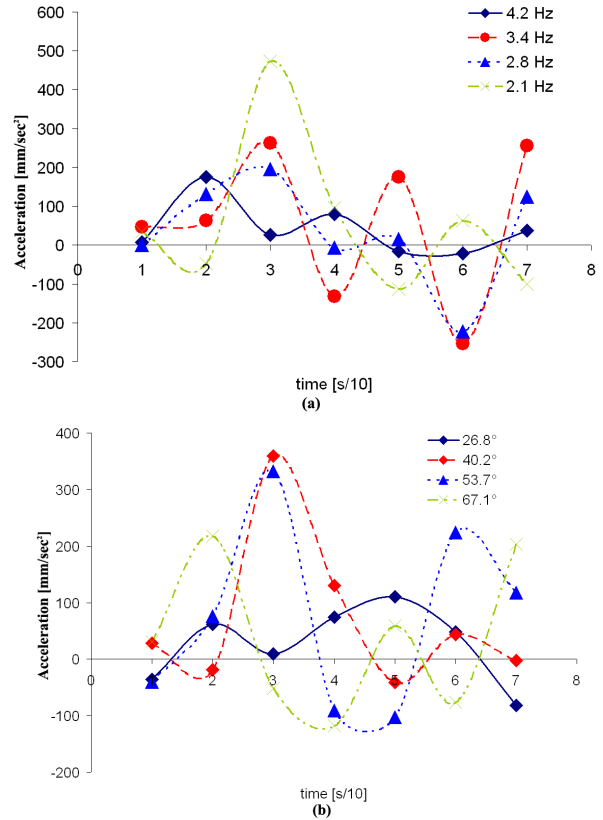 600
500
400
300
200
100
0
-100
-200
-300
Acceleration [mm/sec²]
4.2 Hz
3.4 Hz
2.8 Hz
2.1 Hz
0 1 2 3 4 5 6 7 8
time [s/10]
(a)
400
300
200
100
0
-100
-200
Acceleration [mm/sec²]
26.8°
40.2°
53.7°
67.1°
0 1 2 3 4 5 6 7 8
time [s/10]
(b)